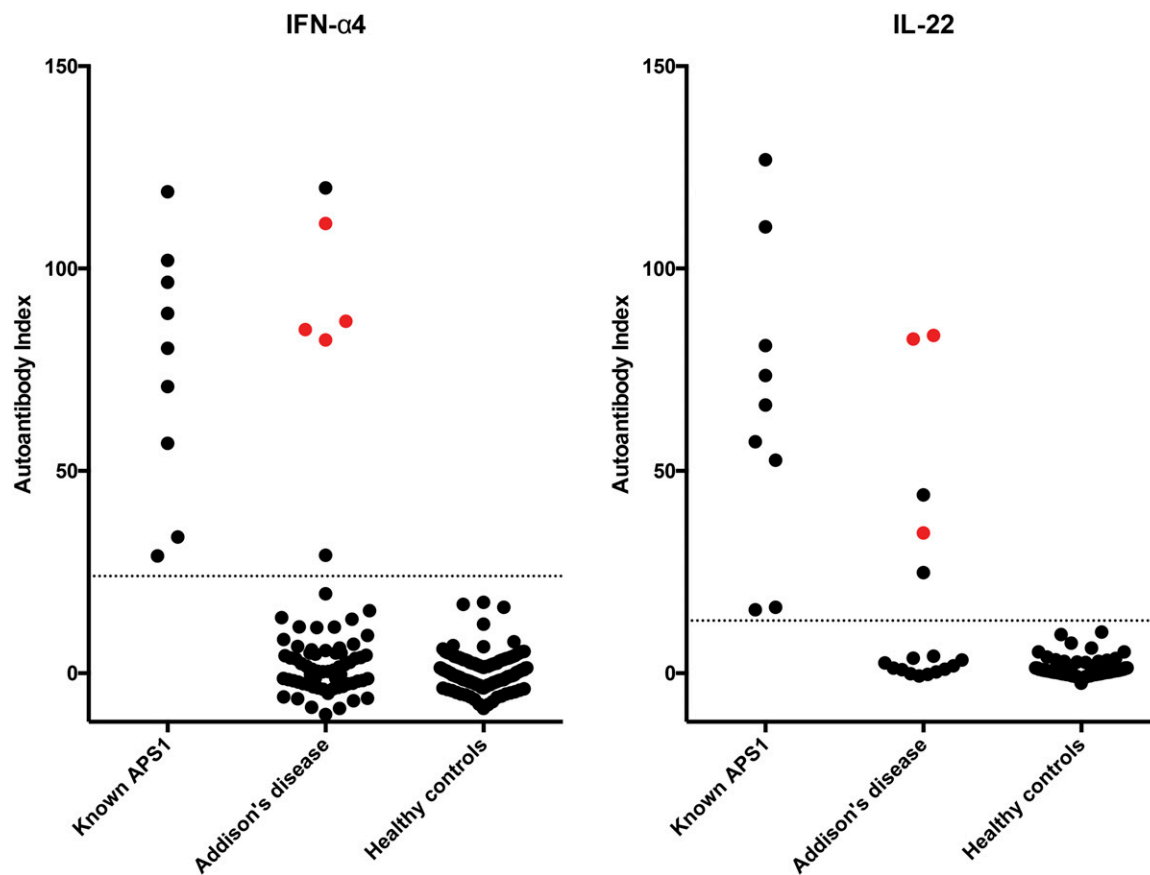 IFN-α4
150
100
50
0
Autoantibody Index
Known APS1
Addison's disease
Healthy controls
IL-22
150
100
50
0
Autoantibody Index
Known APS1
Addison's disease
Healthy controls